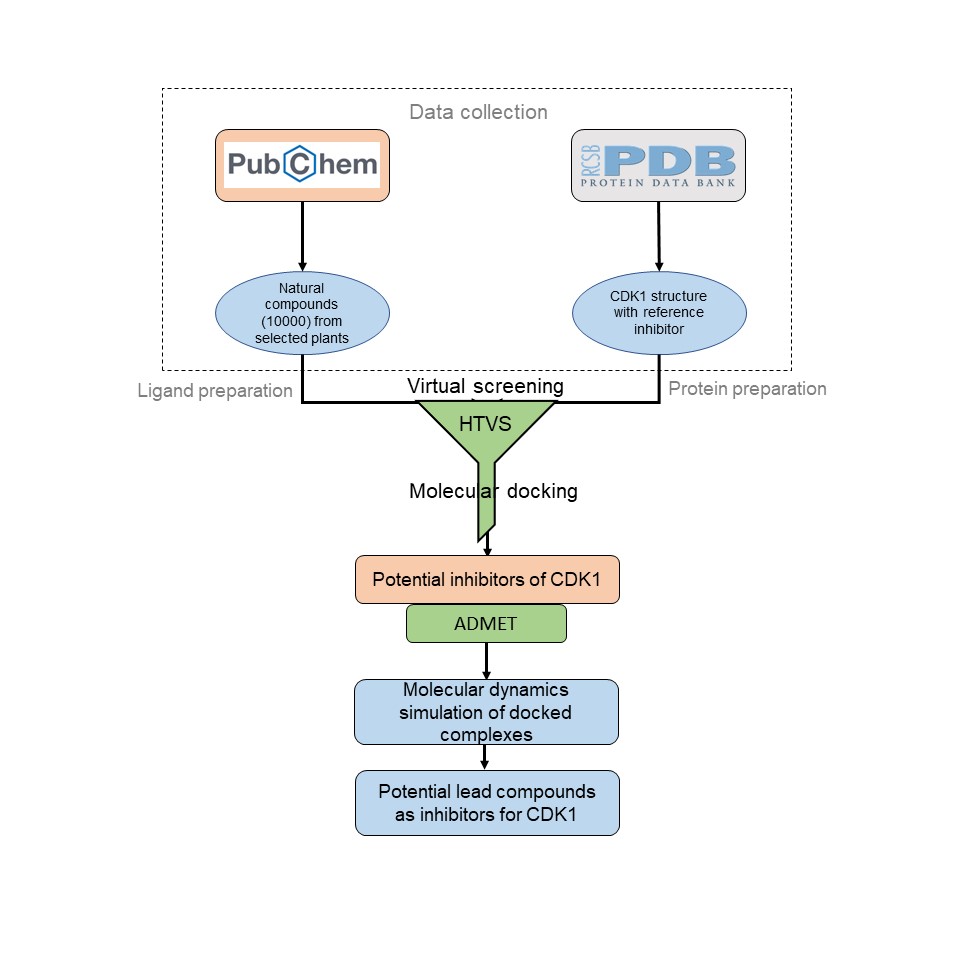 Data collection
PubChem
RCSB
PDB
PROTEIN DATA BANK
Natural
compounds
(10000) from
selected plants
CDK1 structure
with reference
inhibitor
Ligand preparation
Virtual screening
Protein preparation
HTVS
Molecular docking
Potential inhibitors of CDK1
ADMET
Molecular dynamics
simulation of docked
complexes
Potential lead compounds
as inhibitors for CDK1